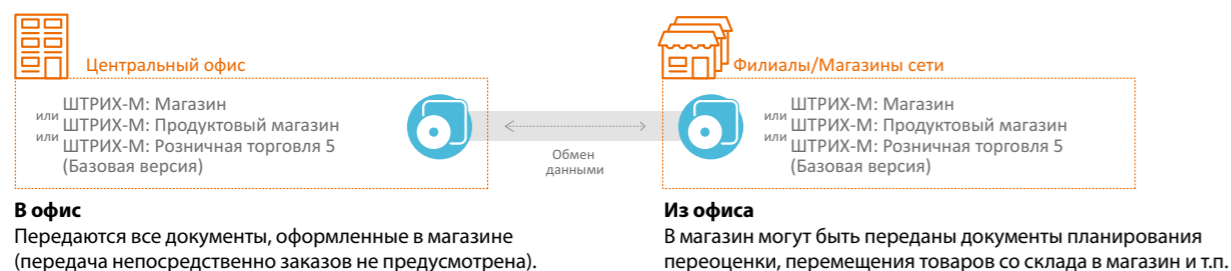 Центральный офис
ШТРИХ-М: Магазин
или
ШТРИХ-М: Продуктовый магазин
или
ШТРИХ-М: Розничная торговля 5
(Базовая версия)
Обмен
данными
Филиалы/Магазины сети
ШТРИХ-М: Магазин
или
ШТРИХ-М: Продуктовый магазин
или
ШТРИХ-М: Розничная торговля 5
(Базовая версия)
В офис
Передаются все документы, оформленные в магазине
(передача непосредственно заказов не предусмотрена).
Из офиса
В магазин могут быть переданы документы планирования
переоценки, перемещения товаров со склада в магазин и т.п.